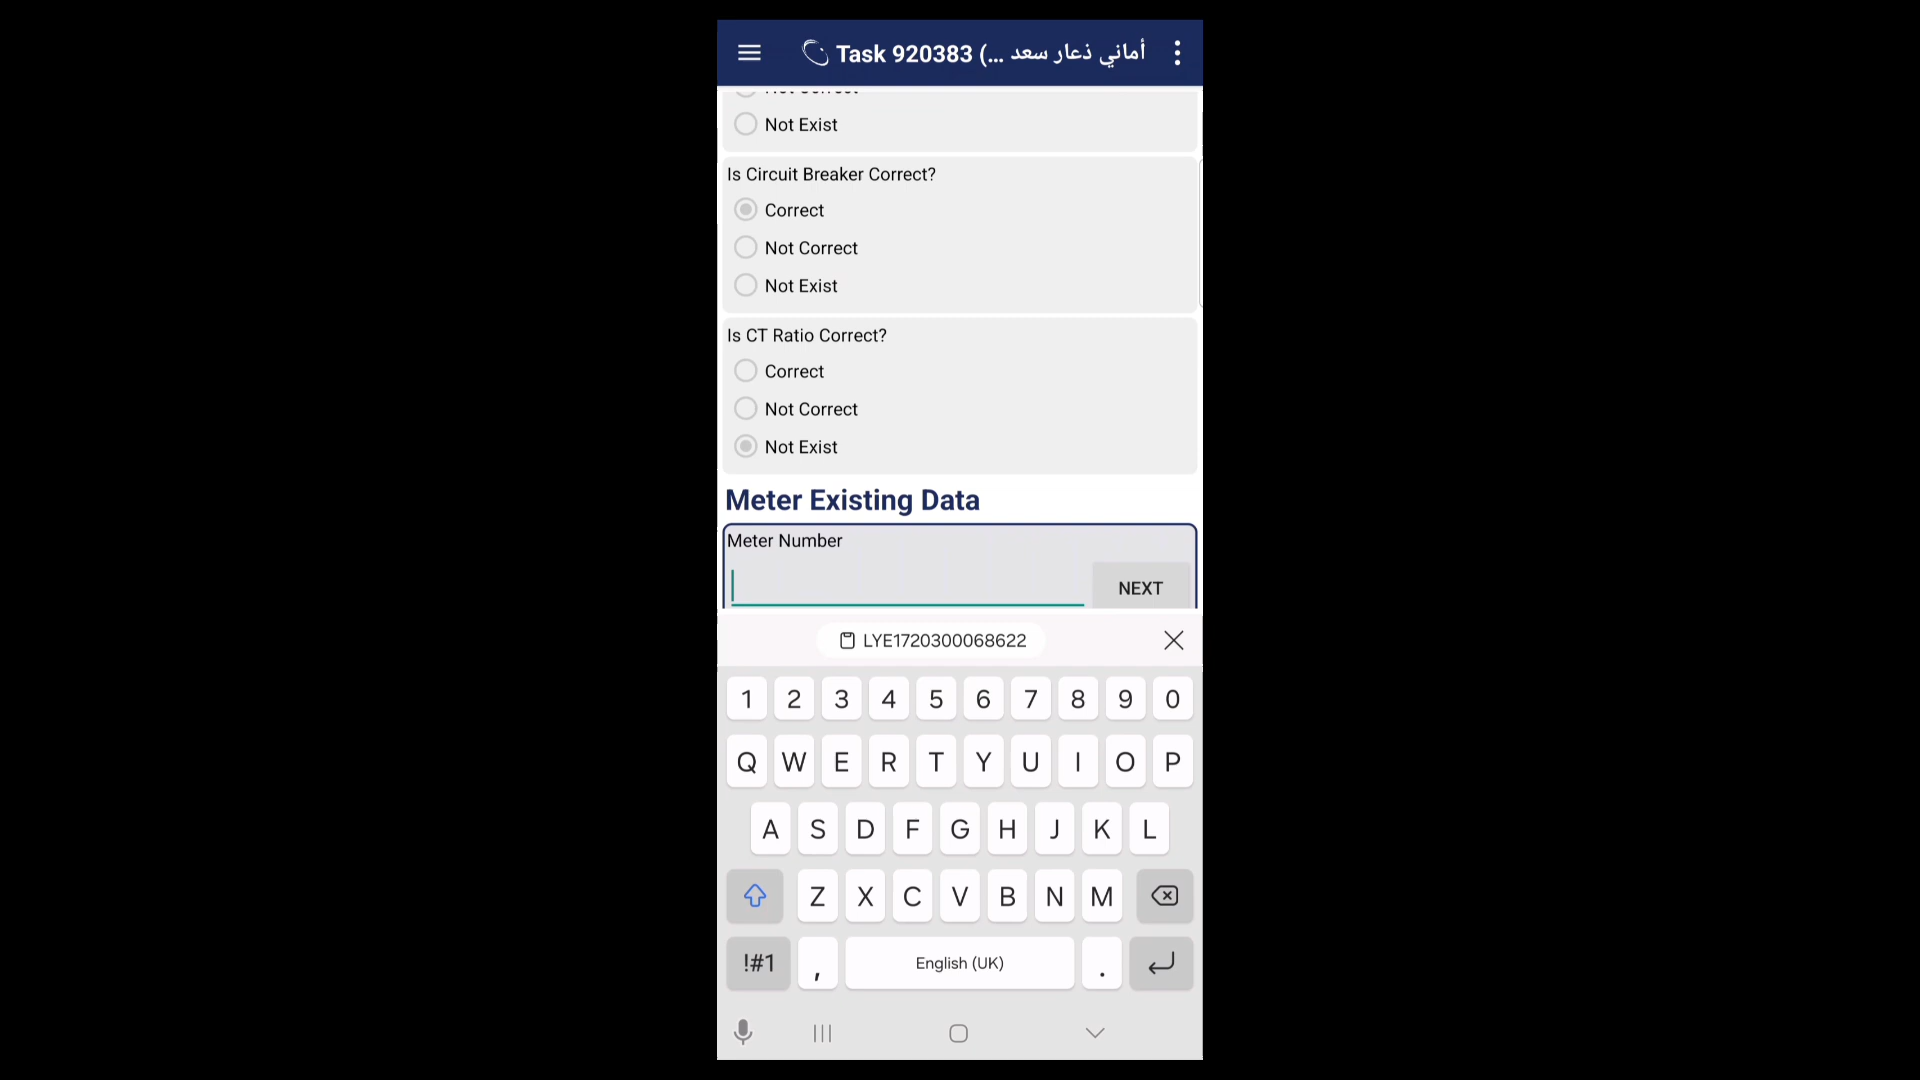 Task 920383 (... أماني ذعار سعد
Not Exist
Is Circuit Breaker Correct?
Correct
Not Correct
Not Exist
Is CT Ratio Correct?
Correct
Not Correct
Not Exist
Meter Existing Data
Meter Number
NEXT
LYE1720300068622
1 2 3 4 5 6 7 8 9 0
Q W E R T Y U I O P
A S D F G H J K L
Z X C V B N M
!#1 , English (UK) .